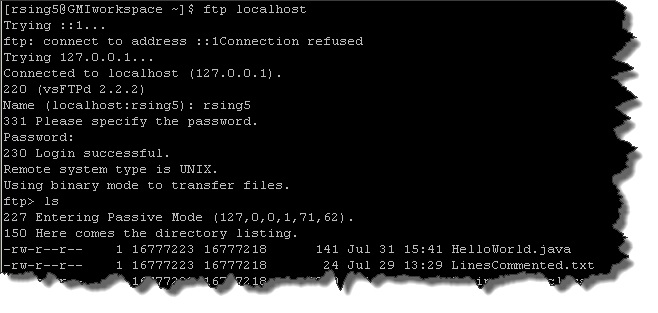 [rsing5@GMIworkspace ~]$ ftp localhost
Trying ::1...
ftp: connect to address ::1Connection refused
Trying 127.0.0.1...
Connected to localhost (127.0.0.1).
220 (vsFTPd 2.2.2)
Name (localhost:rsing5): rsing5
331 Please specify the password.
Password:
230 Login successful.
Remote system type is UNIX.
Using binary mode to transfer files.
ftp> ls
227 Entering Passive Mode (127,0,0,1,71,62).
150 Here comes the directory listing.
-rw-r--r-- 1 16777223 16777218 141 Jul 31 15:41 HelloWorld.java
-rw-r--r-- 1 16777223 16777218 24 Jul 29 13:29 LinesCommented.txt